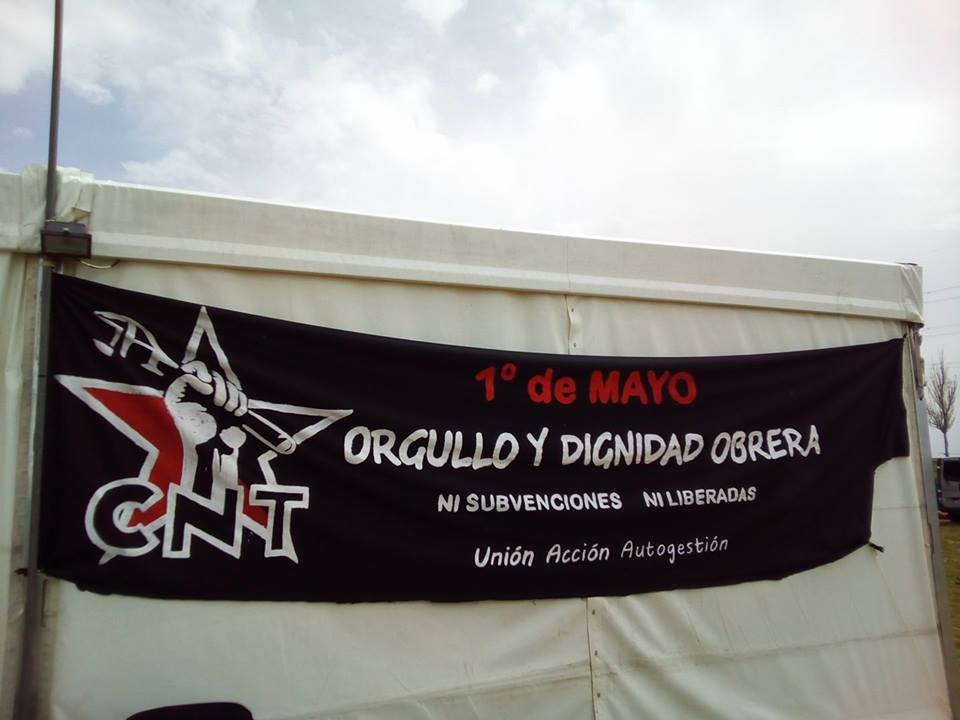 CNT
1º de MAYO
ORGULLO Y DIGNIDAD OBRERA
NI SUBVENCIONES NI LIBERADAS
Unión Acción Autogestión